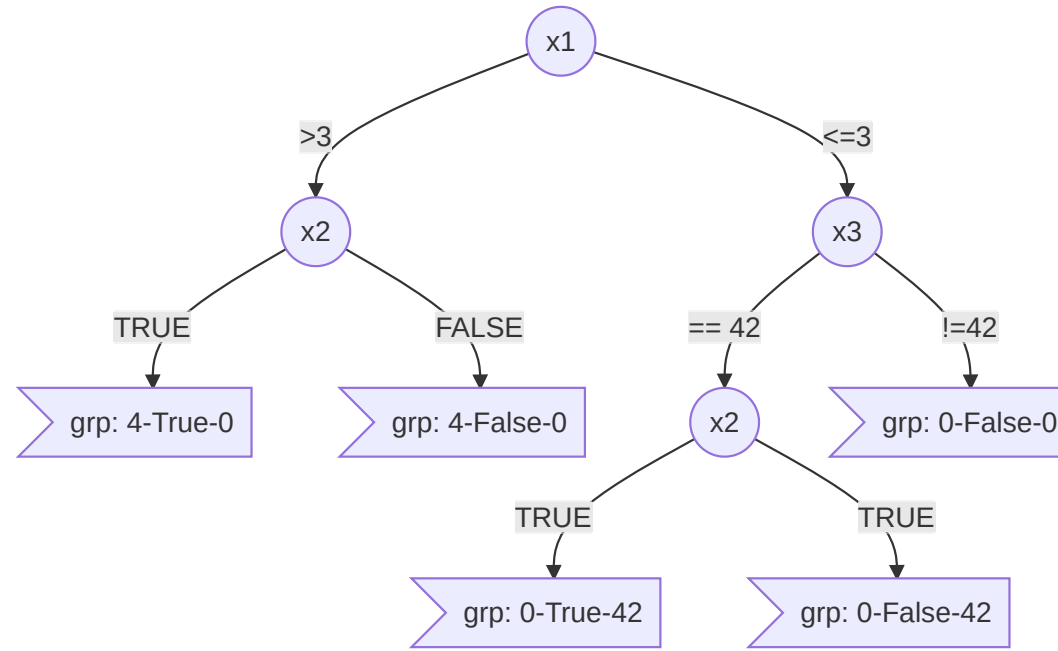 x1
>3
<=3
x2
x3
TRUE
FALSE
== 42
!=42
grp: 4-True-0
grp: 4-False-0
x2
grp: 0-False-0
TRUE
TRUE
grp: 0-True-42
grp: 0-False-42